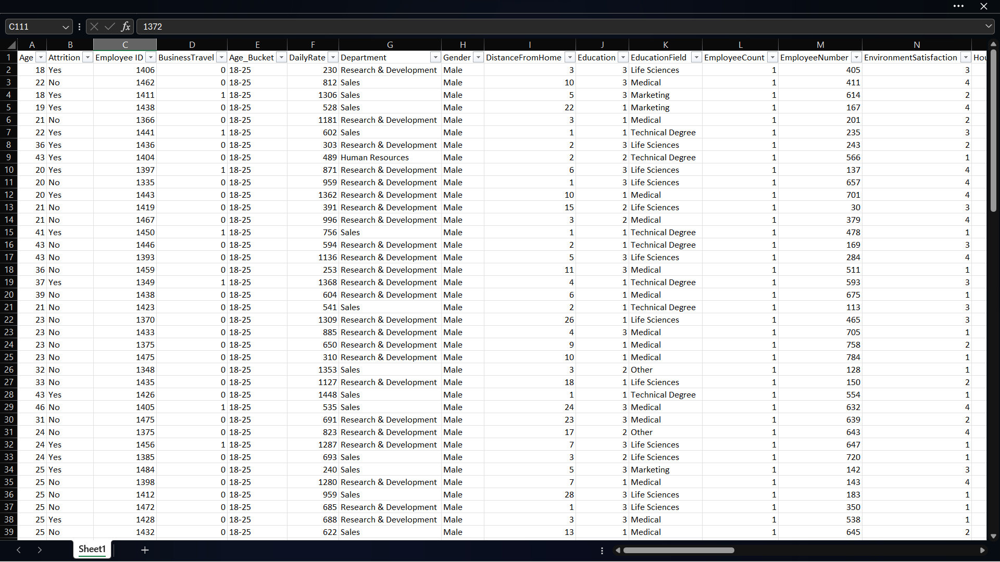 C111 fx 1372
A B C D E F G H I J K L M N
1 Age Attrition Employee ID BusinessTravel Age_Bucket DailyRate Department Gender DistanceFromHome Education EducationField EmployeeCount EmployeeNumber EnvironmentSatisfaction Hou
2 18 Yes 1406 0 18-25 230 Research & Development Male 3 3 Life Sciences 1 405 3
3 22 No 1462 0 18-25 812 Sales Male 10 3 Medical 1 411 4
4 18 Yes 1411 1 18-25 1306 Sales Male 5 3 Marketing 1 614 2
5 19 Yes 1438 0 18-25 528 Sales Male 22 1 Marketing 1 167 4
6 21 No 1366 0 18-25 1181 Research & Development Male 3 1 Medical 1 201 2
7 22 Yes 1441 1 18-25 602 Sales Male 1 1 Technical Degree 1 235 3
8 36 Yes 1436 0 18-25 303 Research & Development Male 2 3 Life Sciences 1 243 2
9 43 Yes 1404 0 18-25 489 Human Resources Male 2 2 Technical Degree 1 566 1
10 20 Yes 1397 1 18-25 871 Research & Development Male 6 3 Life Sciences 1 137 4
11 20 No 1335 0 18-25 959 Research & Development Male 1 3 Life Sciences 1 657 4
12 20 Yes 1443 0 18-25 1362 Research & Development Male 10 1 Medical 1 701 4
13 21 No 1419 0 18-25 391 Research & Development Male 15 2 Life Sciences 1 30 3
14 21 No 1467 0 18-25 996 Research & Development Male 3 2 Medical 1 379 4
15 41 Yes 1450 1 18-25 756 Sales Male 1 1 Technical Degree 1 478 1
16 43 No 1446 0 18-25 594 Research & Development Male 2 1 Technical Degree 1 169 3
17 43 No 1393 0 18-25 1136 Research & Development Male 5 3 Life Sciences 1 284 4
18 36 No 1459 0 18-25 253 Research & Development Male 11 3 Medical 1 511 1
19 37 Yes 1349 1 18-25 1368 Research & Development Male 4 1 Technical Degree 1 593 3
20 39 No 1438 0 18-25 604 Research & Development Male 6 1 Medical 1 675 1
21 21 No 1423 0 18-25 541 Sales Male 2 1 Technical Degree 1 113 3
22 23 No 1370 0 18-25 1309 Research & Development Male 26 1 Life Sciences 1 465 3
23 23 No 1433 0 18-25 885 Research & Development Male 4 3 Medical 1 705 1
24 23 No 1375 0 18-25 650 Research & Development Male 9 1 Medical 1 758 2
25 23 No 1475 0 18-25 310 Research & Development Male 10 1 Medical 1 784 1
26 32 No 1348 0 18-25 1353 Sales Male 3 2 Other 1 128 1
27 33 No 1435 0 18-25 1127 Research & Development Male 18 1 Life Sciences 1 150 2
28 43 Yes 1426 0 18-25 1448 Sales Male 1 1 Technical Degree 1 554 1
29 46 No 1405 1 18-25 535 Sales Male 24 3 Medical 1 632 4
30 31 No 1475 0 18-25 691 Research & Development Male 23 3 Medical 1 639 2
31 24 No 1375 0 18-25 823 Research & Development Male 17 2 Other 1 643 4
32 24 Yes 1456 1 18-25 1287 Research & Development Male 7 3 Life Sciences 1 647 1
33 24 Yes 1385 0 18-25 693 Sales Male 3 2 Life Sciences 1 720 1
34 25 Yes 1484 0 18-25 240 Sales Male 5 3 Marketing 1 142 3
35 25 No 1398 0 18-25 1280 Research & Development Male 7 1 Medical 1 143 4
36 25 No 1412 0 18-25 959 Sales Male 28 3 Life Sciences 1 183 1
37 25 No 1472 0 18-25 685 Research & Development Male 1 3 Life Sciences 1 350 1
38 25 Yes 1428 0 18-25 688 Research & Development Male 3 3 Medical 1 538 1
39 25 No 1432 0 18-25 622 Sales Male 13 1 Medical 1 645 2
Sheet1